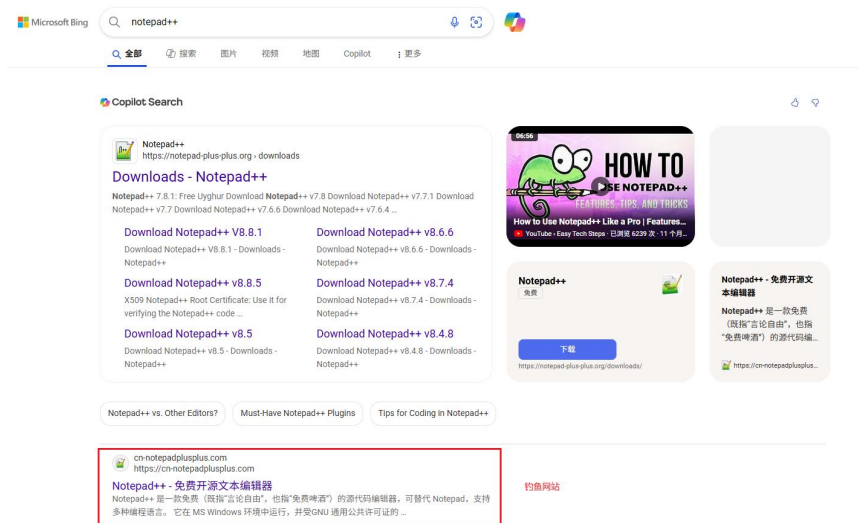 Microsoft Bing
notepad++
全部
搜索
图片
视频
地图
Copilot
更多
Copilot Search
Notepad++
https://notepad-plus-plus.org › downloads
Downloads - Notepad++
Notepad++ 7.8.1: Free Uyghur Download Notepad++ v7.8 Download Notepad++ v7.7.1 Download
Notepad++ v7.7 Download Notepad++ v7.6.6 Download Notepad++ v7.6.4 ...
Download Notepad++ V8.8.1
Download Notepad++ V8.8.1 - Downloads -
Notepad++
Download Notepad++ v8.6.6
Download Notepad++ v8.6.6 - Downloads -
Notepad++
Download Notepad++ v8.8.5
X509 Notepad++ Root Certificate: Use it for
verifying the Notepad++ code ...
Download Notepad++ v8.7.4
Download Notepad++ v8.7.4 - Downloads -
Notepad++
Download Notepad++ v8.5
Download Notepad++ v8.5 - Downloads -
Notepad++
Download Notepad++ v8.4.8
Download Notepad++ v8.4.8 - Downloads -
Notepad++
06:56
HOW TO
USE NOTEPAD++
FEATURES, TIPS, AND TRICKS
How to Use Notepad++ Like a Pro | Features...
YouTube › Easy Tech Steps · 已浏览 6239 次 · 11 个月...
Notepad++
免费
下载
https://notepad-plus-plus.org/downloads/
Notepad++ - 免费开源文
本编辑器
Notepad++ 是一款免费
（既指“言论自由”，也指
“免费啤酒”）的源代码编...
https://cn-notepadplusplus...
Notepad++ vs. Other Editors?
Must-Have Notepad++ Plugins
Tips for Coding in Notepad++
cn-notepadplusplus.com
https://cn-notepadplusplus.com
Notepad++ - 免费开源文本编辑器
Notepad++ 是一款免费（既指“言论自由”，也指“免费啤酒”）的源代码编辑器，可替代 Notepad，支持
多种编程语言。 它在 MS Windows 环境中运行，并受GNU 通用公共许可证的 ...
钓鱼网站